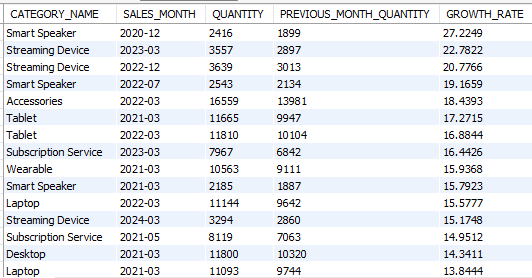 CATEGORY_NAME SALES_MONTH QUANTITY PREVIOUS_MONTH_QUANTITY GROWTH_RATE
Smart Speaker 2020-12 2416 1899 27.2249
Streaming Device 2023-03 3557 2897 22.7822
Streaming Device 2022-12 3639 3013 20.7766
Smart Speaker 2022-07 2543 2134 19.1659
Accessories 2022-03 16559 13981 18.4393
Tablet 2021-03 11665 9947 17.2715
Tablet 2022-03 11810 10104 16.8844
Subscription Service 2023-03 7967 6842 16.4426
Wearable 2021-03 10563 9111 15.9368
Smart Speaker 2021-03 2185 1887 15.7923
Laptop 2022-03 11144 9642 15.5777
Streaming Device 2024-03 3294 2860 15.1748
Subscription Service 2021-05 8119 7063 14.9512
Desktop 2021-03 11800 10320 14.3411
Laptop 2021-03 11093 9744 13.8444